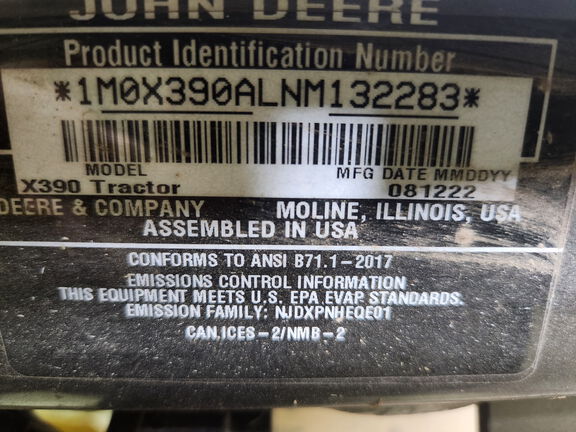 JOHN DEERE
Product Identification Number
*1M0X390ALNM132283*
MODEL MFG DATE MMDDYY
X390 Tractor 081222
DEERE & COMPANY MOLINE, ILLINOIS, USA
ASSEMBLED IN USA
CONFORMS TO ANSI B71.1-2017
EMISSIONS CONTROL INFORMATION
THIS EQUIPMENT MEETS U.S. EPA EVAP STANDARDS.
EMISSION FAMILY: NJDXPNHEQE01
CAN.ICES-2/NMB-2